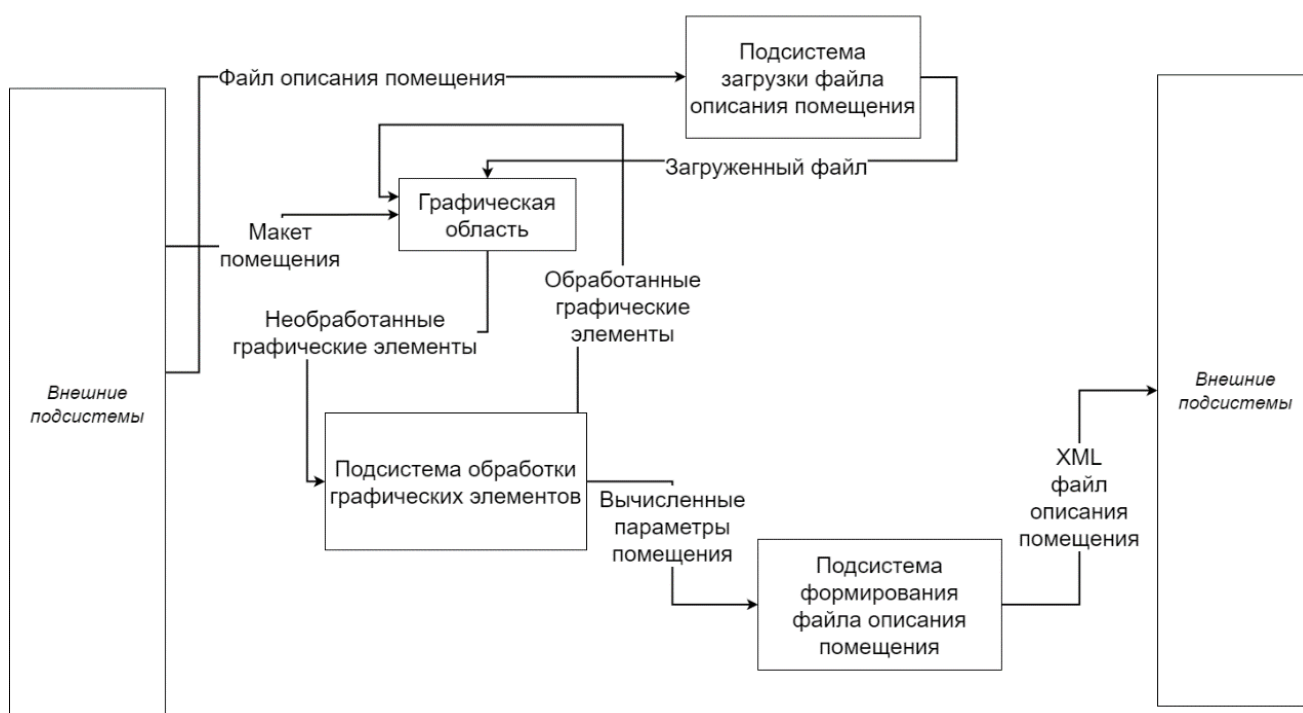 Подсистема
загрузки файла
описания помещения
Файл описания помещения
Загруженный файл
Графическая
область
Макет
помещения
Обработанные
графические
элементы
Необработанные
графические элементы
Внешние
подсистемы
Внешние
подсистемы
Подсистема обработки
графических элементов
Вычисленные
параметры
помещения
XML
файл
описания
помещения
Подсистема
формирования
файла описания
помещения